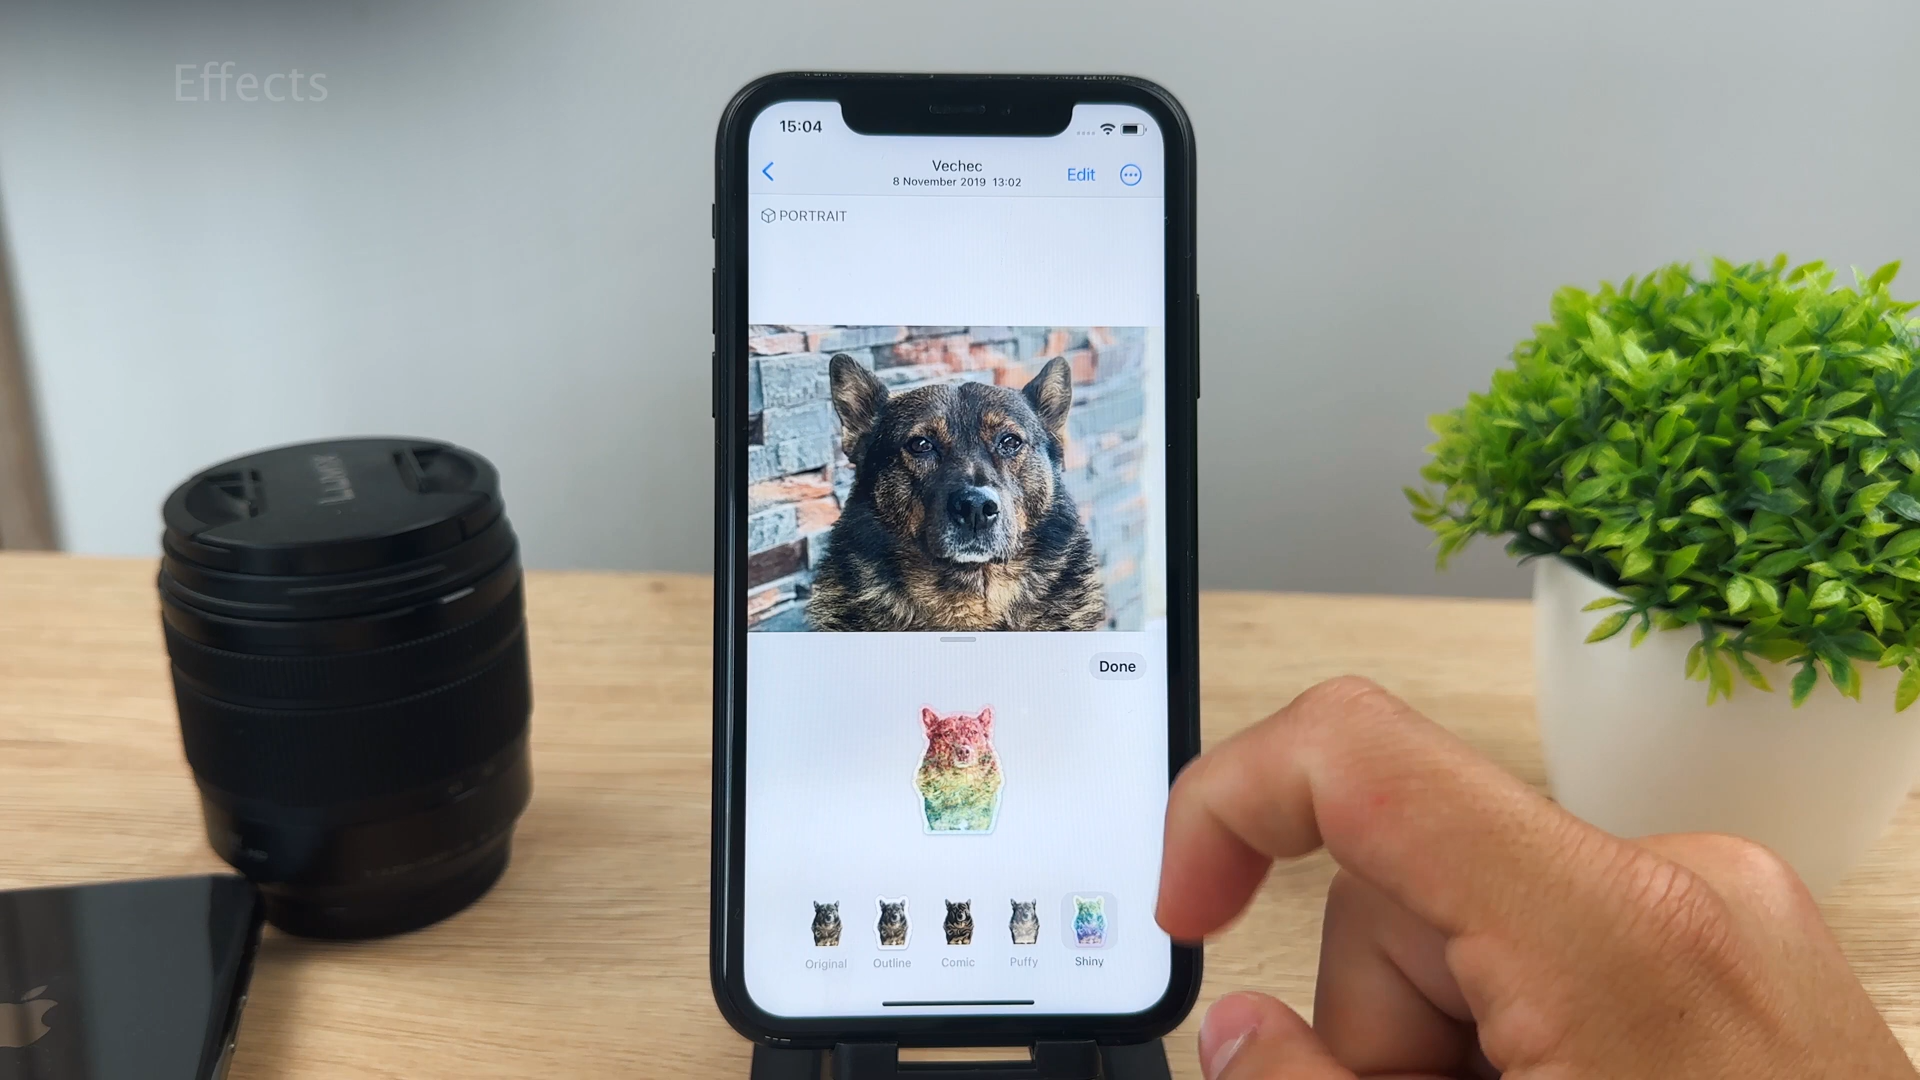 Effects
15:04
Vechec
8 November 2019 13:02
Edit
PORTRAIT
LUMIX
Done
Original
Outline
Comic
Puffy
Shiny